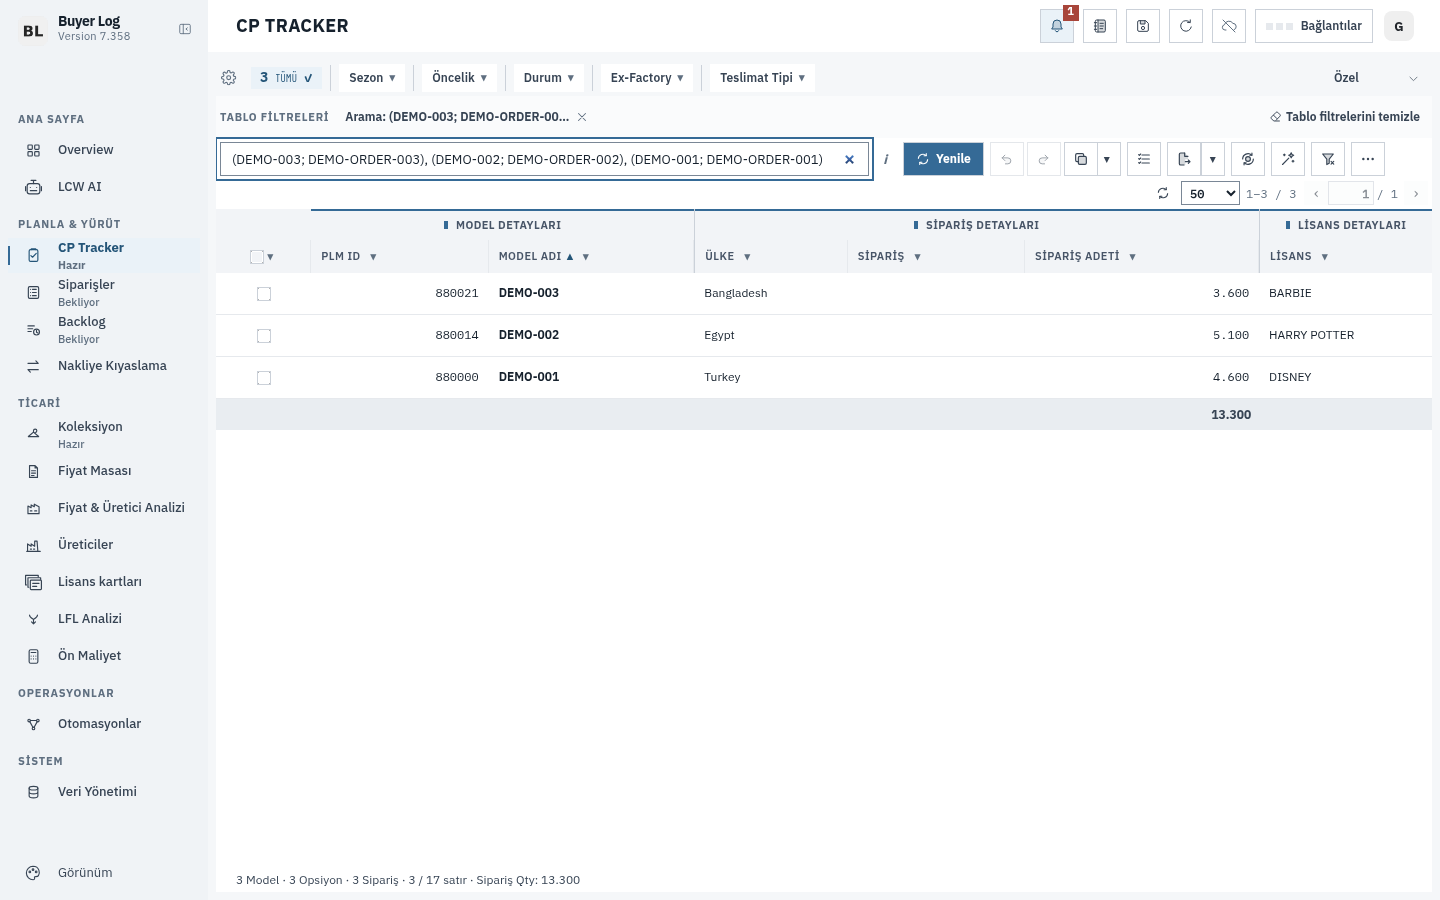 BL
Buyer Log
Version 7.358
ANA SAYFA
Overview
LCW AI
PLANLA & YÜRÜT
CP Tracker
Hazır
Siparişler
Bekliyor
Backlog
Bekliyor
Nakliye Kıyaslama
TİCARİ
Koleksiyon
Hazır
Fiyat Masası
Fiyat & Üretici Analizi
Üreticiler
Lisans kartları
LFL Analizi
Ön Maliyet
OPERASYONLAR
Otomasyonlar
SİSTEM
Veri Yönetimi
Görünüm
CP TRACKER
1
Bağlantılar
G
3 TÜMÜ
Sezon
Öncelik
Durum
Ex-Factory
Teslimat Tipi
Özel
TABLO FİLTRELERİ Arama: (DEMO-003; DEMO-ORDER-00...
Tablo filtrelerini temizle
(DEMO-003; DEMO-ORDER-003), (DEMO-002; DEMO-ORDER-002), (DEMO-001; DEMO-ORDER-001)
i
Yenile
50 1–3 / 3 1 / 1
MODEL DETAYLARI SİPARİŞ DETAYLARI LİSANS DETAYLARI
PLM ID MODEL ADI ÜLKE SİPARİŞ SİPARİŞ ADETİ LİSANS
880021 DEMO-003 Bangladesh 3.600 BARBIE
880014 DEMO-002 Egypt 5.100 HARRY POTTER
880000 DEMO-001 Turkey 4.600 DISNEY
13.300
3 Model · 3 Opsiyon · 3 Sipariş · 3 / 17 satır · Sipariş Qty: 13.300